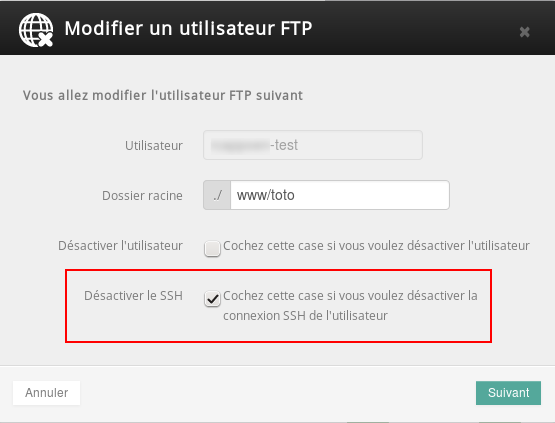 Modifier un utilisateur FTP
Vous allez modifier l'utilisateur FTP suivant
Utilisateur
-test
Dossier racine
./
www/toto
Désactiver l'utilisateur
Cochez cette case si vous voulez désactiver l'utilisateur
Désactiver le SSH
Cochez cette case si vous voulez désactiver la
connexion SSH de l'utilisateur
Annuler
Suivant